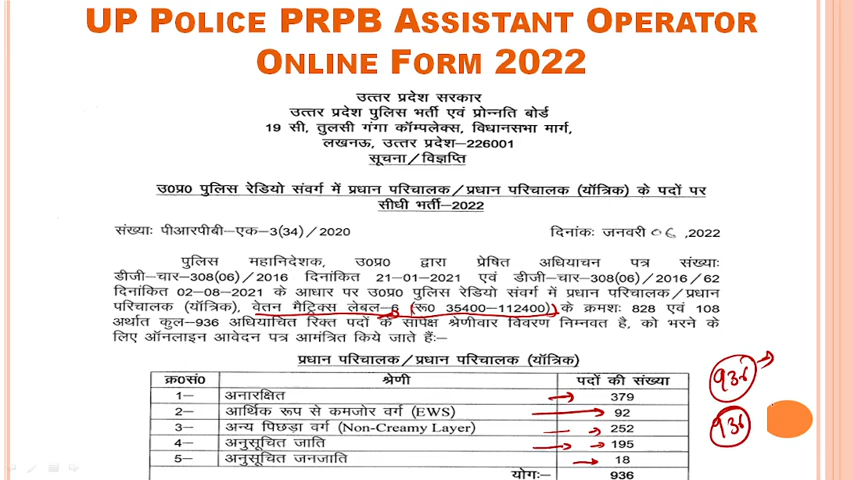 UP POLICE PRPB ASSISTANT OPERATOR
ONLINE FORM 2022
उत्तर प्रदेश सरकार
उत्तर प्रदेश पुलिस भर्ती एवं प्रोन्नति बोर्ड
19 सी, तुलसी गंगा कॉम्पलेक्स, विधानसभा मार्ग,
लखनऊ, उत्तर प्रदेश–226001
सूचना/विज्ञप्ति
उ0प्र0 पुलिस रेडियो संवर्ग में प्रधान परिचालक/प्रधान परिचालक (यॉंत्रिक) के पदों पर
सीधी भर्ती–2022
संख्याः पीआरपीबी–एक–3(34)/2020 दिनांकः जनवरी 06 ,2022
पुलिस महानिदेशक, उ0प्र0 द्वारा प्रेषित अधियाचन पत्र संख्याः
डीजी–चार–308(06)/2016 दिनांकित 21-01-2021 एवं डीजी–चार–308(06)/2016/62
दिनांकित 02-08-2021 के आधार पर उ0प्र0 पुलिस रेडियो संवर्ग में प्रधान परिचालक/प्रधान
परिचालक (यॉंत्रिक), वेतन मैट्रिक्स लेबल–6 (रू0 35400-112400) के क्रमशः 828 एवं 108
अर्थात कुल–936 अधियाचित रिक्त पदों के सापेक्ष श्रेणीवार विवरण निम्नवत है, को भरने के
लिए ऑनलाइन आवेदन पत्र आमंत्रित किये जाते हैंः–
प्रधान परिचालक/प्रधान परिचालक (यॉंत्रिक)
क्र0सं0 श्रेणी पदों की संख्या
1– अनारक्षित 379
2– आर्थिक रूप से कमजोर वर्ग (EWS) 92
3– अन्य पिछड़ा वर्ग (Non-Creamy Layer) 252
4– अनुसूचित जाति 195
5– अनुसूचित जनजाति 18
योगः– 936
936
936